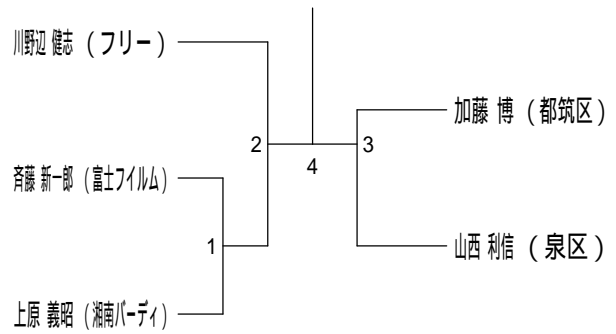 川野辺 健志 (フリー)
斉藤 新一郎 (富士フイルム)
上原 義昭 (湘南バーディ)
1
2
4
3
加藤 博 (都筑区)
山西 利信 (泉区)